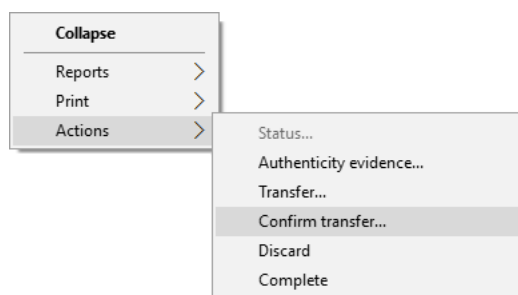 Collapse
Reports
Print
Actions
Status...
Authenticity evidence...
Transfer...
Confirm transfer...
Discard
Complete